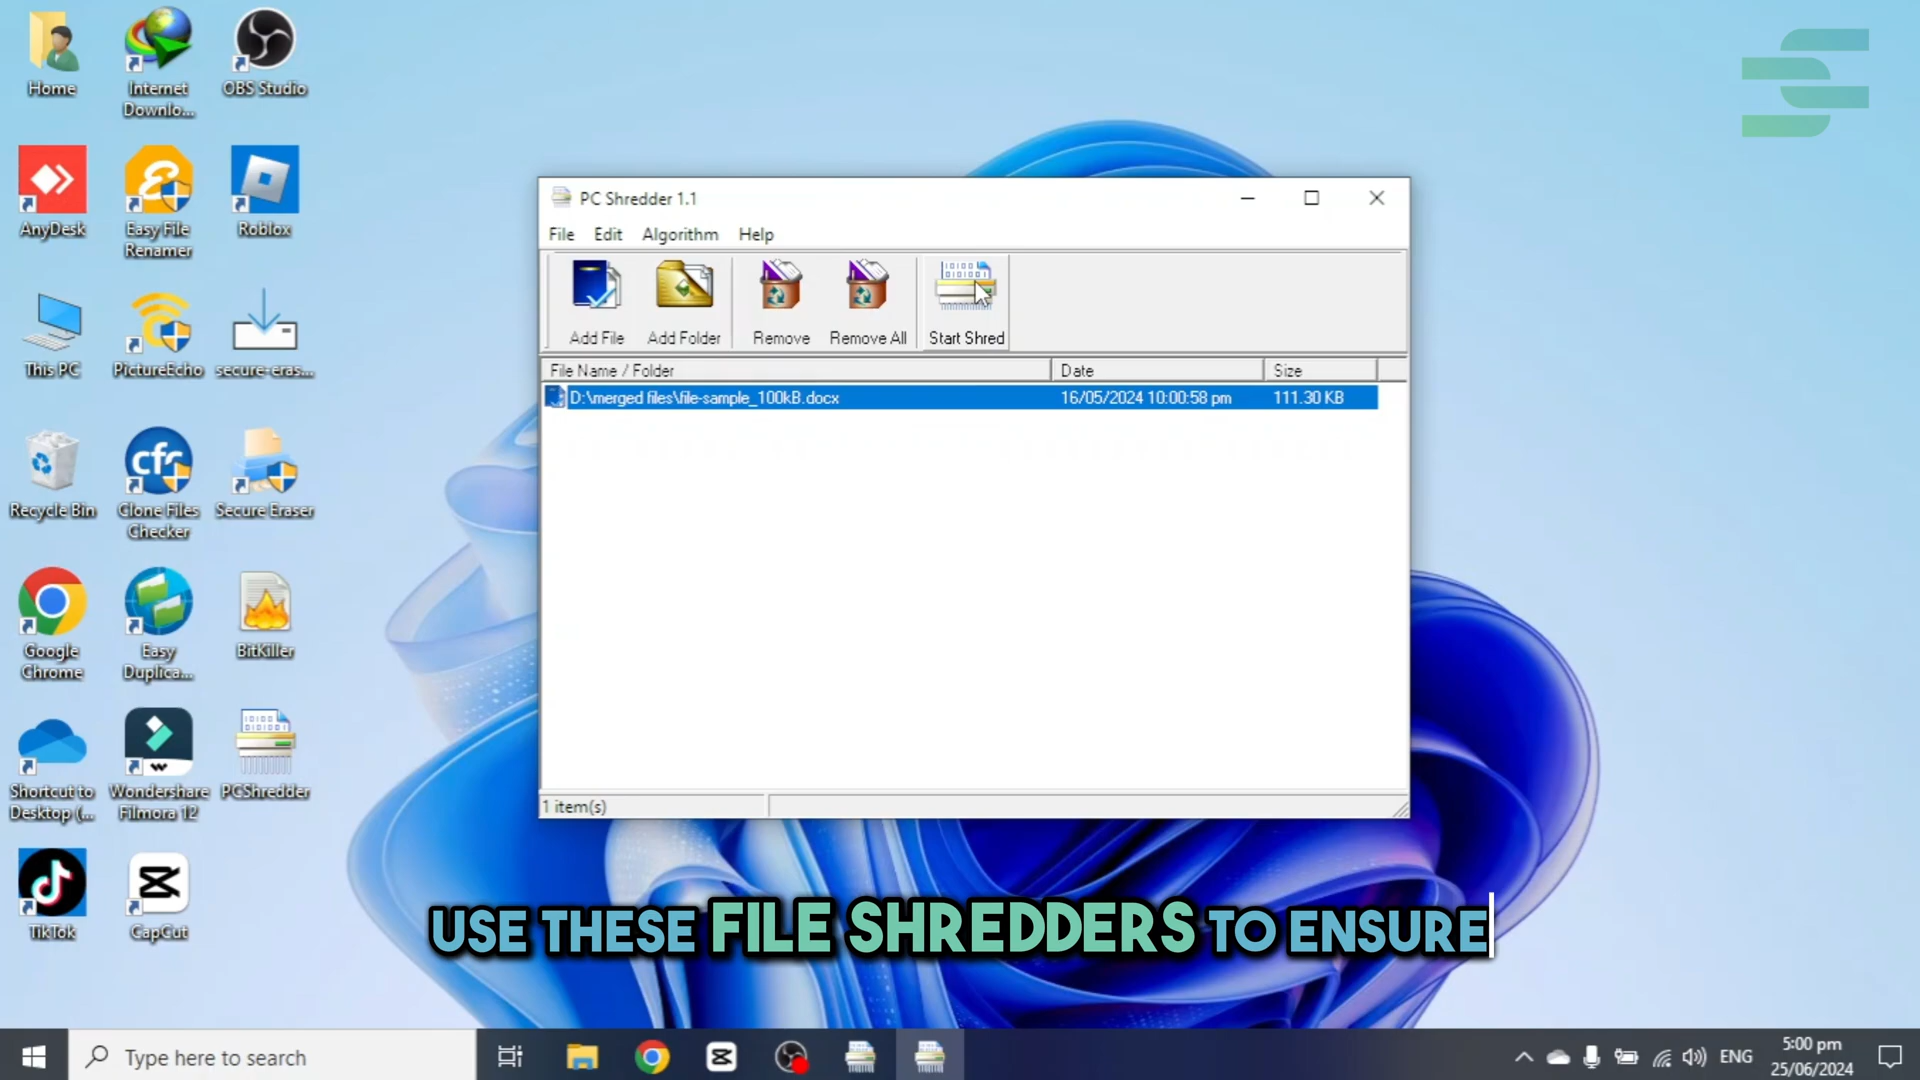 Home
Internet
Downlo...
OBS Studio
AnyDesk
Easy File
Renamer
Roblox
This PC
PictureEcho
secure-eras...
Recycle Bin
Clone Files
Checker
Secure Eraser
Google
Chrome
Easy
Duplica...
BitKiller
Shortcut to
Desktop (...
Wondershare
Filmora 12
PCShredder
TikTok
CapCut
cfc
PC Shredder 1.1
File Edit Algorithm Help
Add File Add Folder Remove Remove All Start Shred
File Name / Folder Date Size
D:\merged files\file-sample_100kB.docx 16/05/2024 10:00:58 pm 111.30 KB
1 item(s)
USE THESE FILE SHREDDERS TO ENSURE
Type here to search
ENG
5:00 pm
25/06/2024